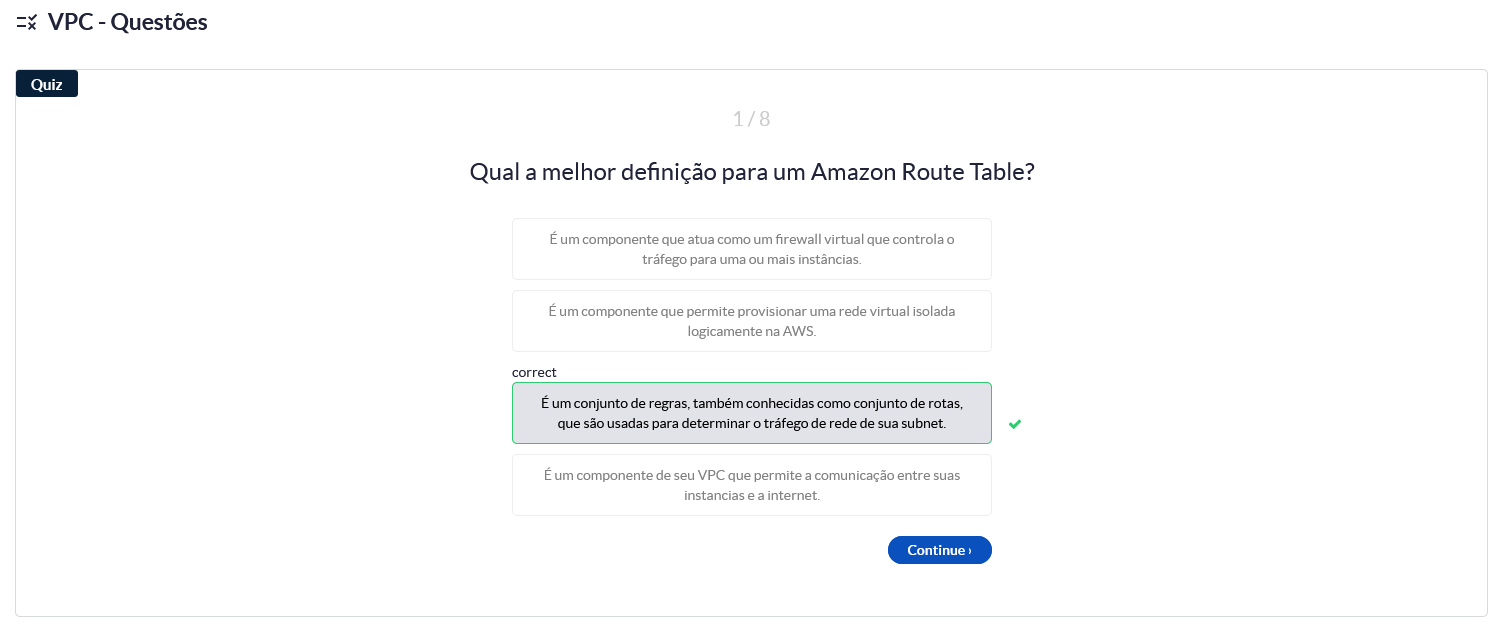 VPC - Questões
Quiz
1 / 8
Qual a melhor definição para um Amazon Route Table?
É um componente que atua como um firewall virtual que controla o
tráfego para uma ou mais instâncias.
É um componente que permite provisionar uma rede virtual isolada
logicamente na AWS.
correct
É um conjunto de regras, também conhecidas como conjunto de rotas,
que são usadas para determinar o tráfego de rede de sua subnet.
É um componente de seu VPC que permite a comunicação entre suas
instancias e a internet.
Continue ›